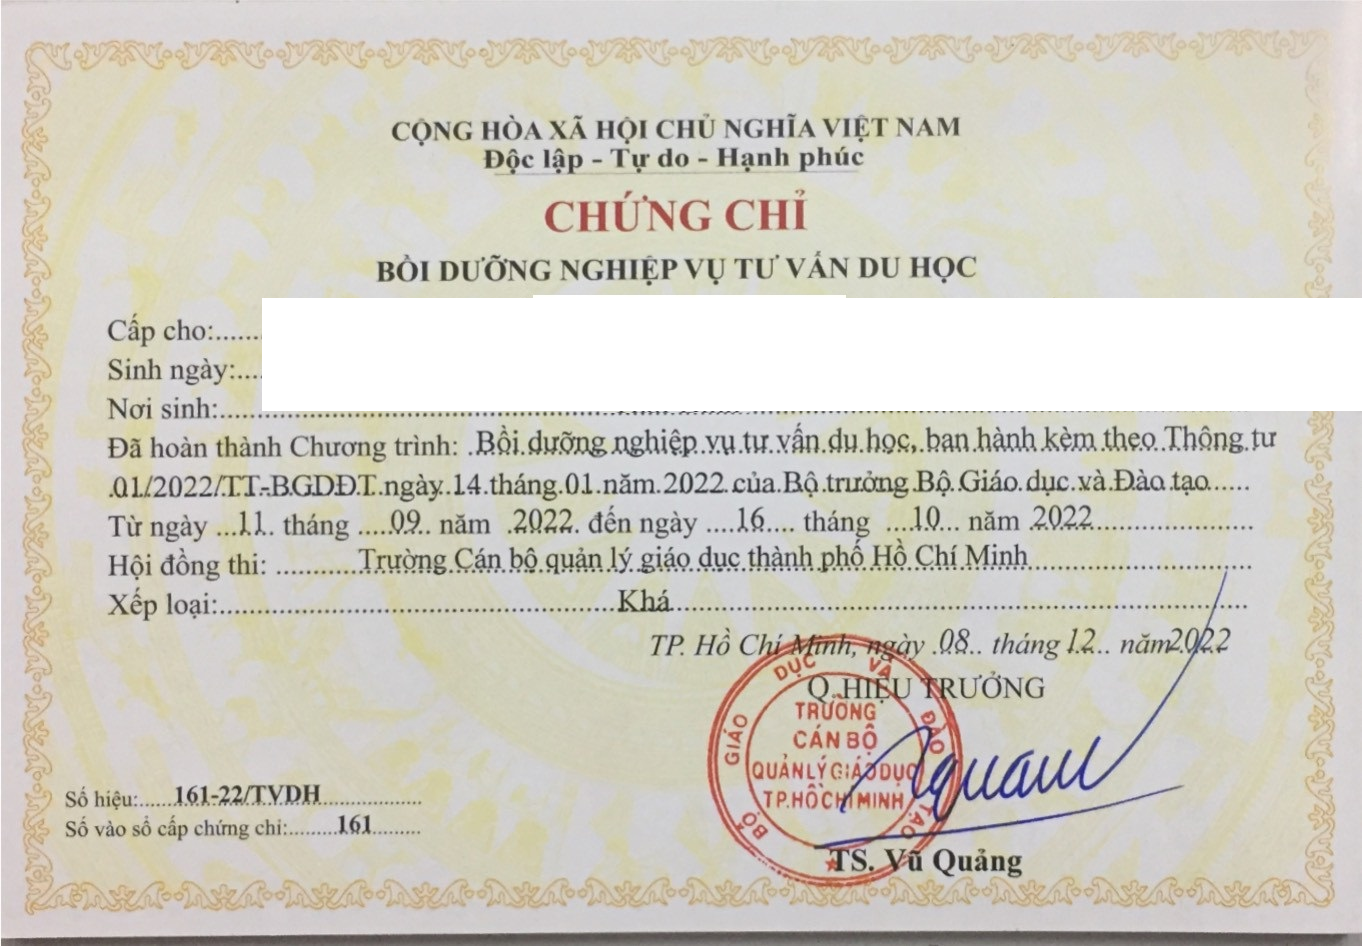 CỘNG HÒA XÃ HỘI CHỦ NGHĨA VIỆT NAM
Độc lập - Tự do - Hạnh phúc
CHỨNG CHỈ
BỒI DƯỠNG NGHIỆP VỤ TƯ VẤN DU HỌC
Cấp cho:......
Sinh ngày:....
Nơi sinh:
Đã hoàn thành Chương trình: Bồi dưỡng nghiệp vụ tư vấn du học, ban hành kèm theo Thông tư
01/2022/TT-BGDĐT ngày 14 tháng 01 năm 2022 của Bộ trưởng Bộ Giáo dục và Đào tạo
Từ ngày 11 tháng 09 năm 2022 đến ngày 16 tháng 10 năm 2022
Hội đồng thi: Trường Cán bộ quản lý giáo dục thành phố Hồ Chí Minh
Xếp loại: Khá
TP. Hồ Chí Minh, ngày 08 tháng 12 năm 2022
Q. HIỆU TRƯỞNG
BỘ GIÁO DỤC VÀ ĐÀO TẠO
TRƯỜNG
CÁN BỘ
QUẢN LÝ GIÁO DỤC
TP. HỒ CHÍ MINH
TS. Vũ Quảng
Số hiệu: 161-22/TVDH
Số vào sổ cấp chứng chỉ: 161